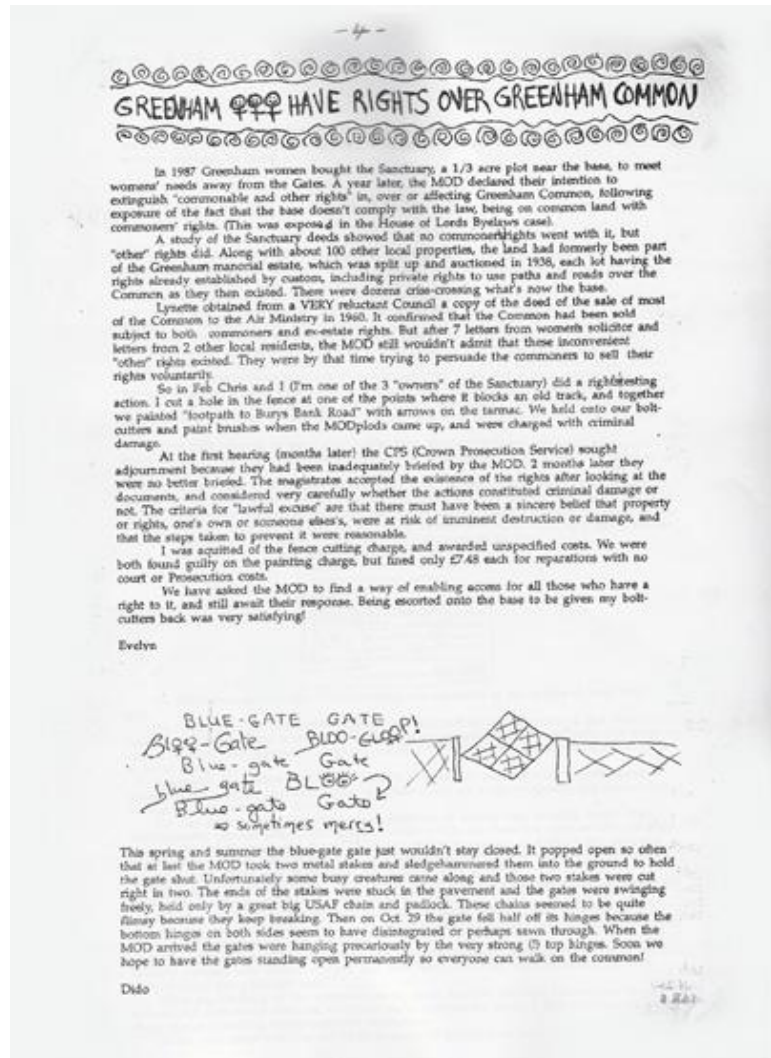 - 4 -
GREENHAM ♀♀♀ HAVE RIGHTS OVER GREENHAM COMMON
In 1987 Greenham women bought the Sanctuary, a 1/3 acre plot near the base, to meet
womens' needs away from the Gates. A year later, the MOD declared their intention to
extinguish "commonable and other rights" in, over or affecting Greenham Common, following
exposure of the fact that the base doesn't comply with the law, being on common land with
commoners' rights. (This was exposed in the House of Lords Byelaws case).
A study of the Sanctuary deeds showed that no commoners rights went with it, but
"other" rights did. Along with about 100 other local properties, the land had formerly been part
of the Greenham manorial estate, which was split up and auctioned in 1938, each lot having the
rights already established by custom, including private rights to use paths and roads over the
Common as they then existed. There were dozens criss-crossing what's now the base.
Lynette obtained from a VERY reluctant Council a copy of the deed of the sale of most
of the Common to the Air Ministry in 1960. It confirmed that the Common had been sold
subject to both commoners and ex-estate rights. But after 7 letters from women's solicitor and
letters from 2 other local residents, the MOD still wouldn't admit that these inconvenient
"other" rights existed. They were by that time trying to persuade the commoners to sell their
rights voluntarily.
So in Feb Chris and I (I'm one of the 3 "owners" of the Sanctuary) did a rights testing
action. I cut a hole in the fence at one of the points where it blocks an old track, and together
we painted "footpath to Burys Bank Road" with arrows on the tarmac. We held onto our bolt-
cutters and paint brushes when the MODplods came up, and were charged with criminal
damage.
At the first hearing (months later) the CPS (Crown Prosecution Service) sought
adjournment because they had been inadequately briefed by the MOD. 2 months later they
were no better briefed. The magistrates accepted the existence of the rights after looking at the
documents, and considered very carefully whether the actions constituted criminal damage or
not. The criteria for "lawful excuse" are that there must have been a sincere belief that property
or rights, one's own or someone elses's, were at risk of imminent destruction or damage, and
that the steps taken to prevent it were reasonable.
I was aquitted of the fence cutting charge, and awarded unspecified costs. We were
both found guilty on the painting charge, but fined only £7.48 each for reparations with no
court or Prosecution costs.
We have asked the MOD to find a way of enabling access for all those who have a
right to it, and still await their response. Being escorted onto the base to be given my bolt-
cutters back was very satisfying!
Evelyn
BLUE-GATE GATE
Bl♀♀-Gate BLOO-GLOOP!
Blue-gate Gate
blue gate BLOO
Blue-gate Gate
sometimes mercy!
This spring and summer the blue-gate gate just wouldn't stay closed. It popped open so often
that at last the MOD took two metal stakes and sledgehammered them into the ground to hold
the gate shut. Unfortunately some busy creatures came along and those two stakes were cut
right in two. The ends of the stakes were stuck in the pavement and the gates were swinging
freely, held only by a great big USAF chain and padlock. These chains seemed to be quite
flimsy because they keep breaking. Then on Oct. 29 the gate fell half off its hinges because the
bottom hinges on both sides seem to have disintegrated or perhaps sawn through. When the
MOD arrived the gates were hanging precariously by the very strong (?) top hinges. Soon we
hope to have the gates standing open permanently so everyone can walk on the common!
Dido